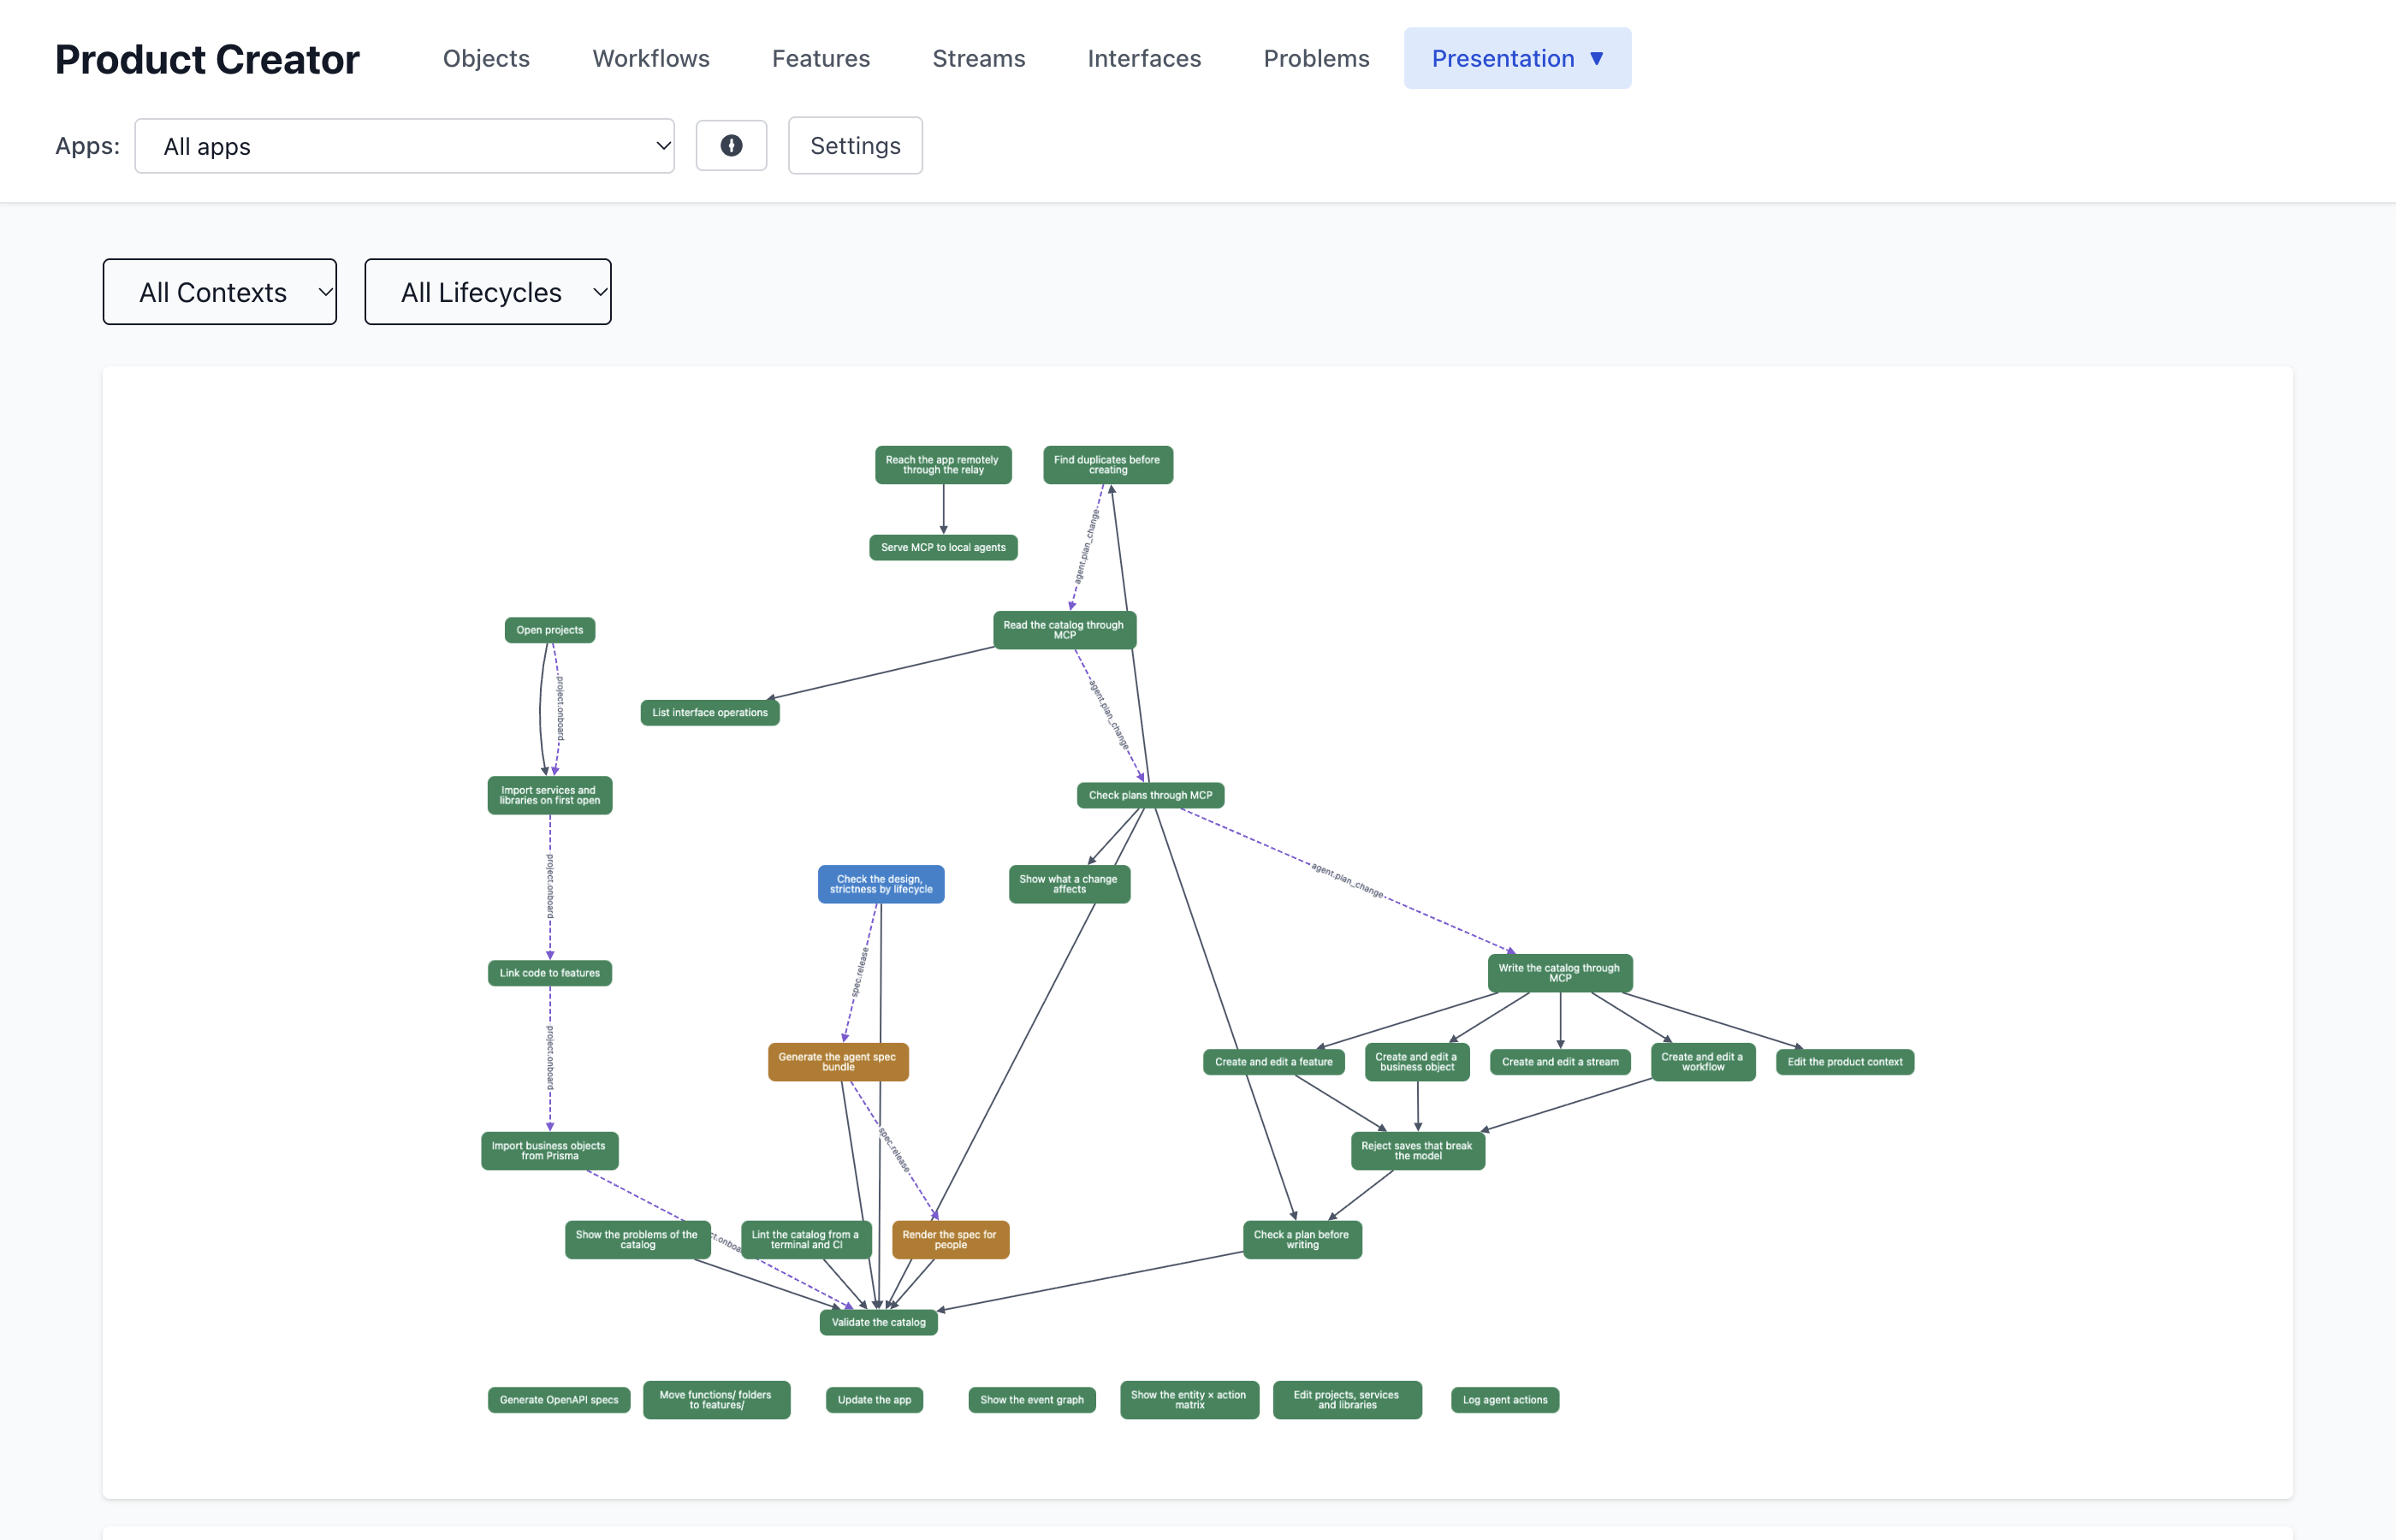 Product Creator
Objects
Workflows
Features
Streams
Interfaces
Problems
Presentation ▼
Apps:
All apps
Settings
All Contexts
All Lifecycles
Reach the app remotely
through the relay
Find duplicates before
creating
Serve MCP to local agents
agent.plan_change
Open projects
Read the catalog through
MCP
project.onboard
List interface operations
agent.plan_change
Import services and
libraries on first open
Check plans through MCP
project.onboard
Check the design,
strictness by lifecycle
Show what a change
affects
agent.plan_change
spec.release
Link code to features
Write the catalog through
MCP
project.onboard
Generate the agent spec
bundle
Create and edit a feature
Create and edit a
business object
Create and edit a stream
Create and edit a
workflow
Edit the product context
spec.release
Import business objects
from Prisma
Reject saves that break
the model
Show the problems of the
catalog
Lint the catalog from a
terminal and CI
Render the spec for
people
Check a plan before
writing
Validate the catalog
Generate OpenAPI specs
Move functions/ folders
to features/
Update the app
Show the event graph
Show the entity × action
matrix
Edit projects, services
and libraries
Log agent actions